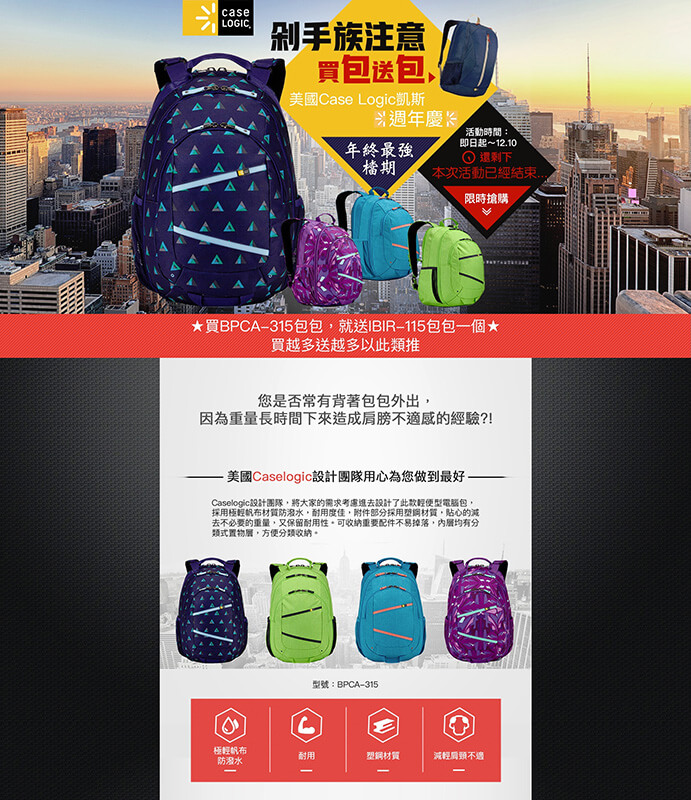 case
LOGIC
剁手族注意
買包送包
美國Case Logic凱斯
週年慶
年終最強
檔期
活動時間：
即日起~12.10
還剩下
本次活動已經結束...
限時搶購
★買BPCA-315包包，就送IBIR-115包包一個★
買越多送越多以此類推
您是否常有背著包包外出，
因為重量長時間下來造成肩膀不適感的經驗?!
美國Caselogic設計團隊用心為您做到最好
Caselogic設計團隊，將大家的需求考慮進去設計了此款輕便型電腦包，
採用極輕帆布材質防潑水，耐用度佳，附件部分採用塑鋼材質，貼心的減
去不必要的重量，又保留耐用性。可收納重要配件不易掉落，內層均有分
類式置物層，方便分類收納。
型號：BPCA-315
極輕帆布
防潑水
耐用
塑鋼材質
減輕肩頸不適